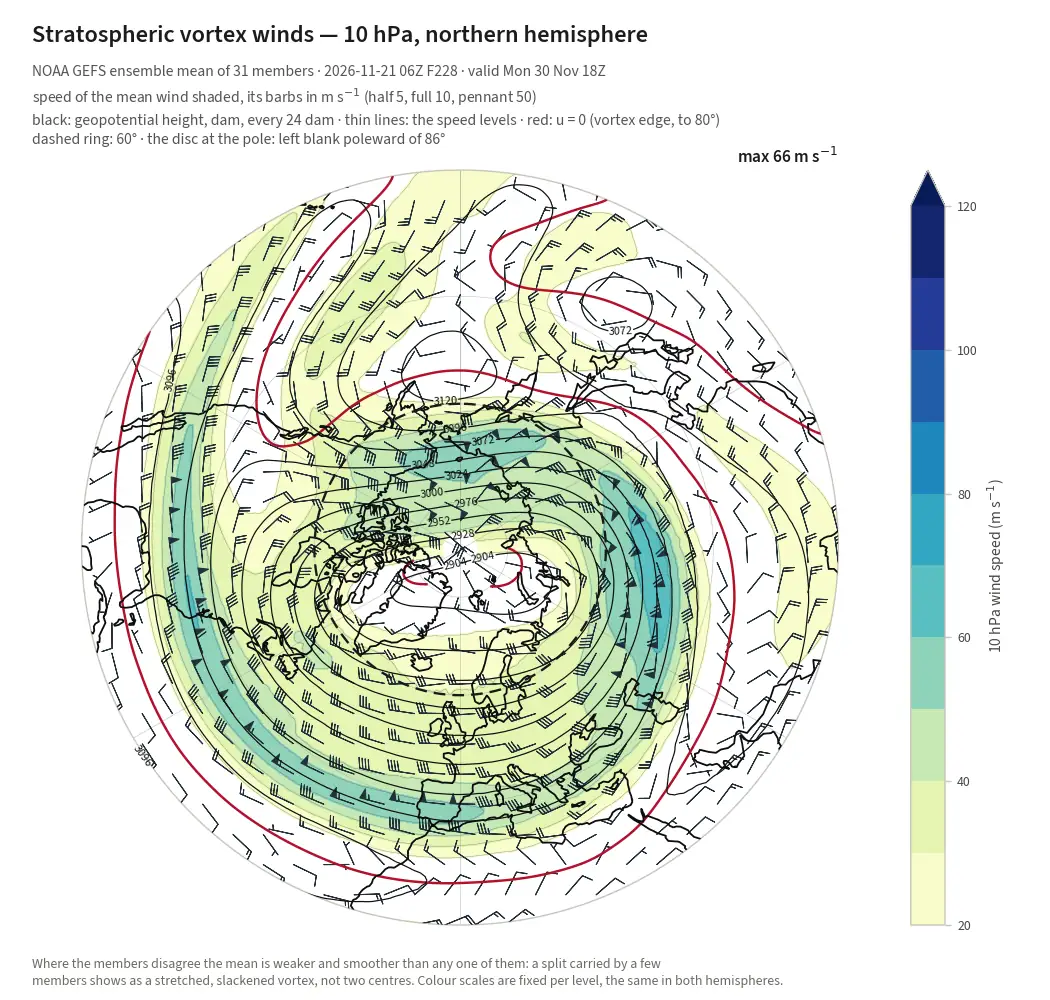 Stratospheric vortex winds — 10 hPa, northern hemisphere
NOAA GEFS ensemble mean of 31 members · 2026-11-21 06Z F228 · valid Mon 30 Nov 18Z
speed of the mean wind shaded, its barbs in m s⁻¹ (half 5, full 10, pennant 50)
black: geopotential height, dam, every 24 dam · thin lines: the speed levels · red: u = 0 (vortex edge, to 80°)
dashed ring: 60° · the disc at the pole: left blank poleward of 86°
max 66 m s⁻¹
120
100
80
60
40
20
10 hPa wind speed (m s⁻¹)
3072
3096
3120
3096
3072
3048
3024
3000
2976
2952
2928
2904
2904
3096
Where the members disagree the mean is weaker and smoother than any one of them: a split carried by a few
members shows as a stretched, slackened vortex, not two centres. Colour scales are fixed per level, the same in both hemispheres.